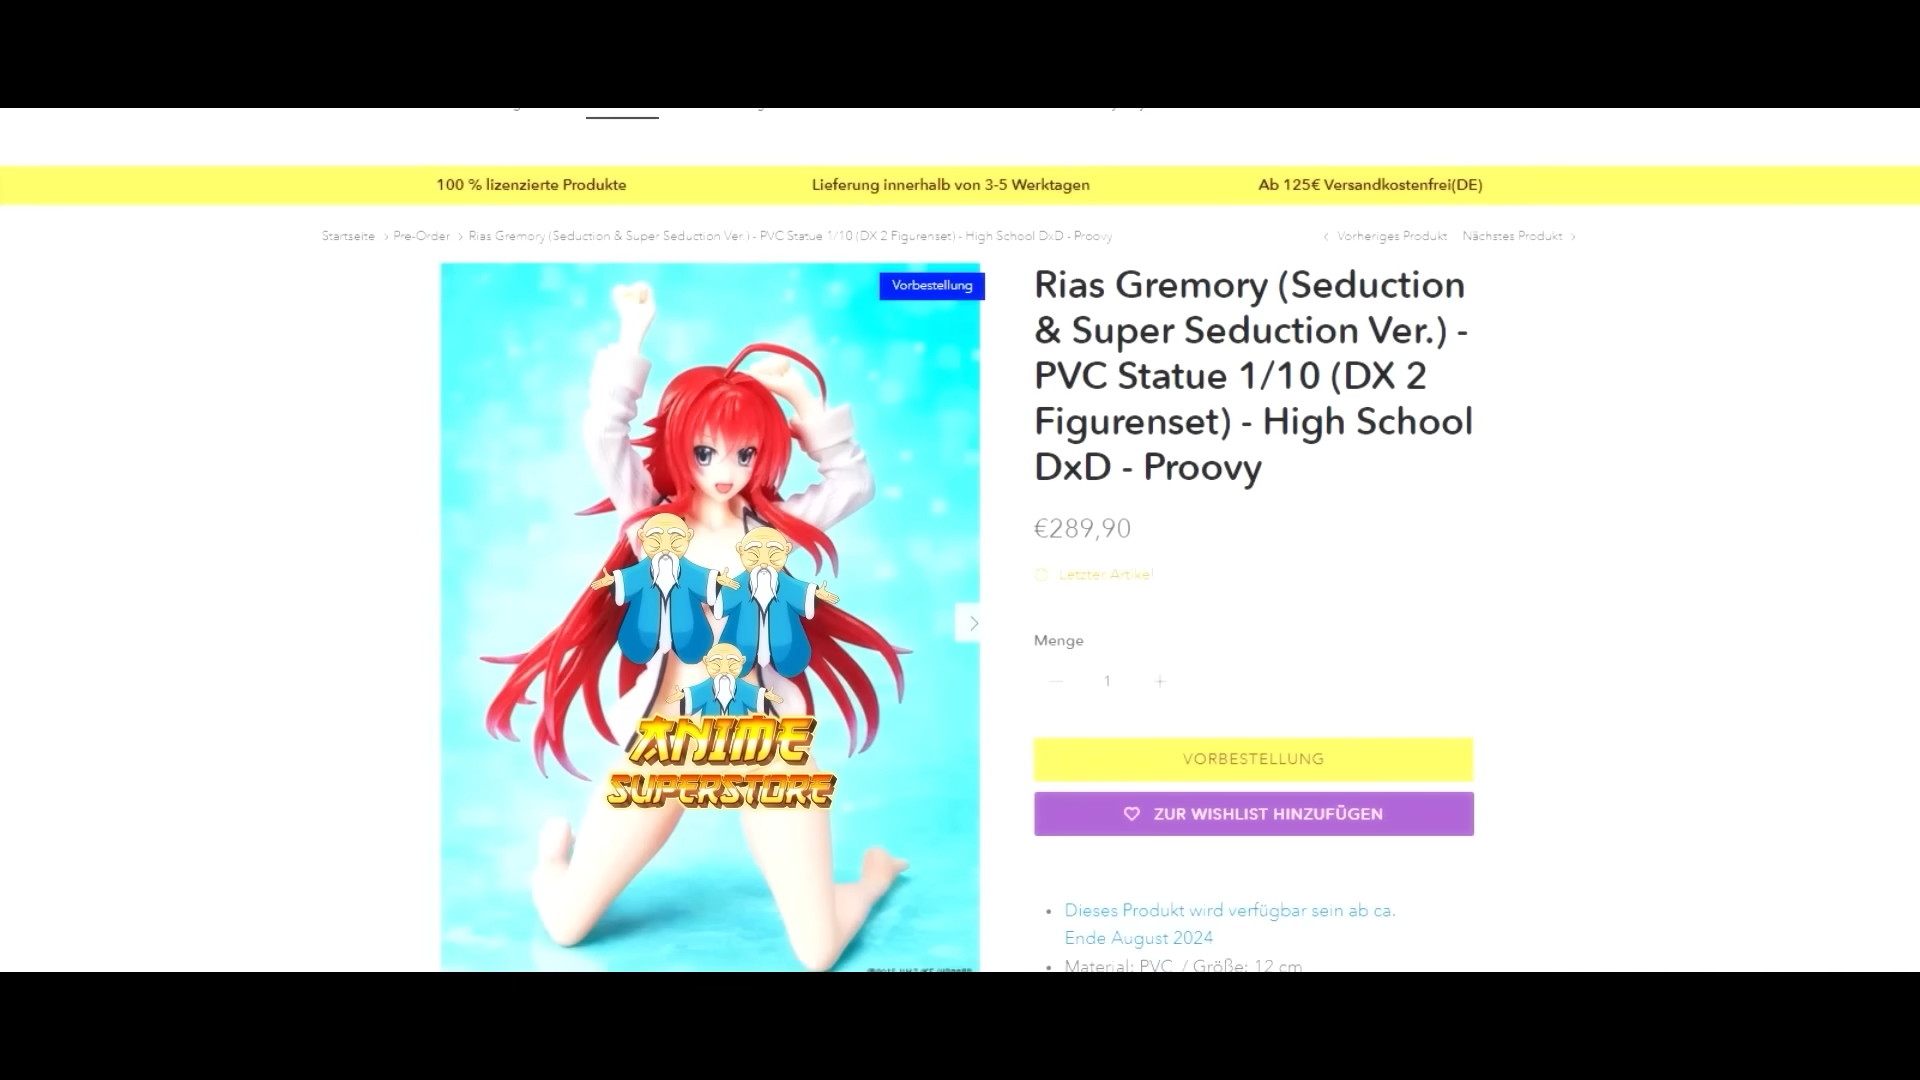 100 % lizenzierte Produkte
Lieferung innerhalb von 3-5 Werktagen
Ab 125€ Versandkostenfrei(DE)
Startseite > Pre-Order > Rias Gremory (Seduction & Super Seduction Ver.) - PVC Statue 1/10 (DX 2 Figurenset) - High School DxD - Proovy
< Vorheriges Produkt
Nächstes Produkt >
Vorbestellung
ANIME
SUPERSTORE
Rias Gremory (Seduction
& Super Seduction Ver.) -
PVC Statue 1/10 (DX 2
Figurenset) - High School
DxD - Proovy
€289,90
Letzter Artikel
Menge
1
VORBESTELLUNG
ZUR WISHLIST HINZUFÜGEN
Dieses Produkt wird verfügbar sein ab ca.
Ende August 2024
Material: PVC / Größe: 12 cm